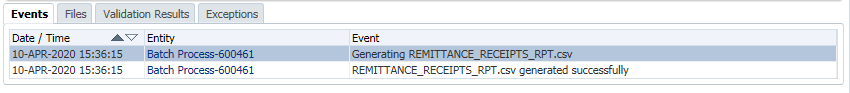 Events Files Validation Results Exceptions
Date / Time Entity Event
10-APR-2020 15:36:15 Batch Process-600461 Generating REMITTANCE_RECEIPTS_RPT.csv
10-APR-2020 15:36:15 Batch Process-600461 REMITTANCE_RECEIPTS_RPT.csv generated successfully